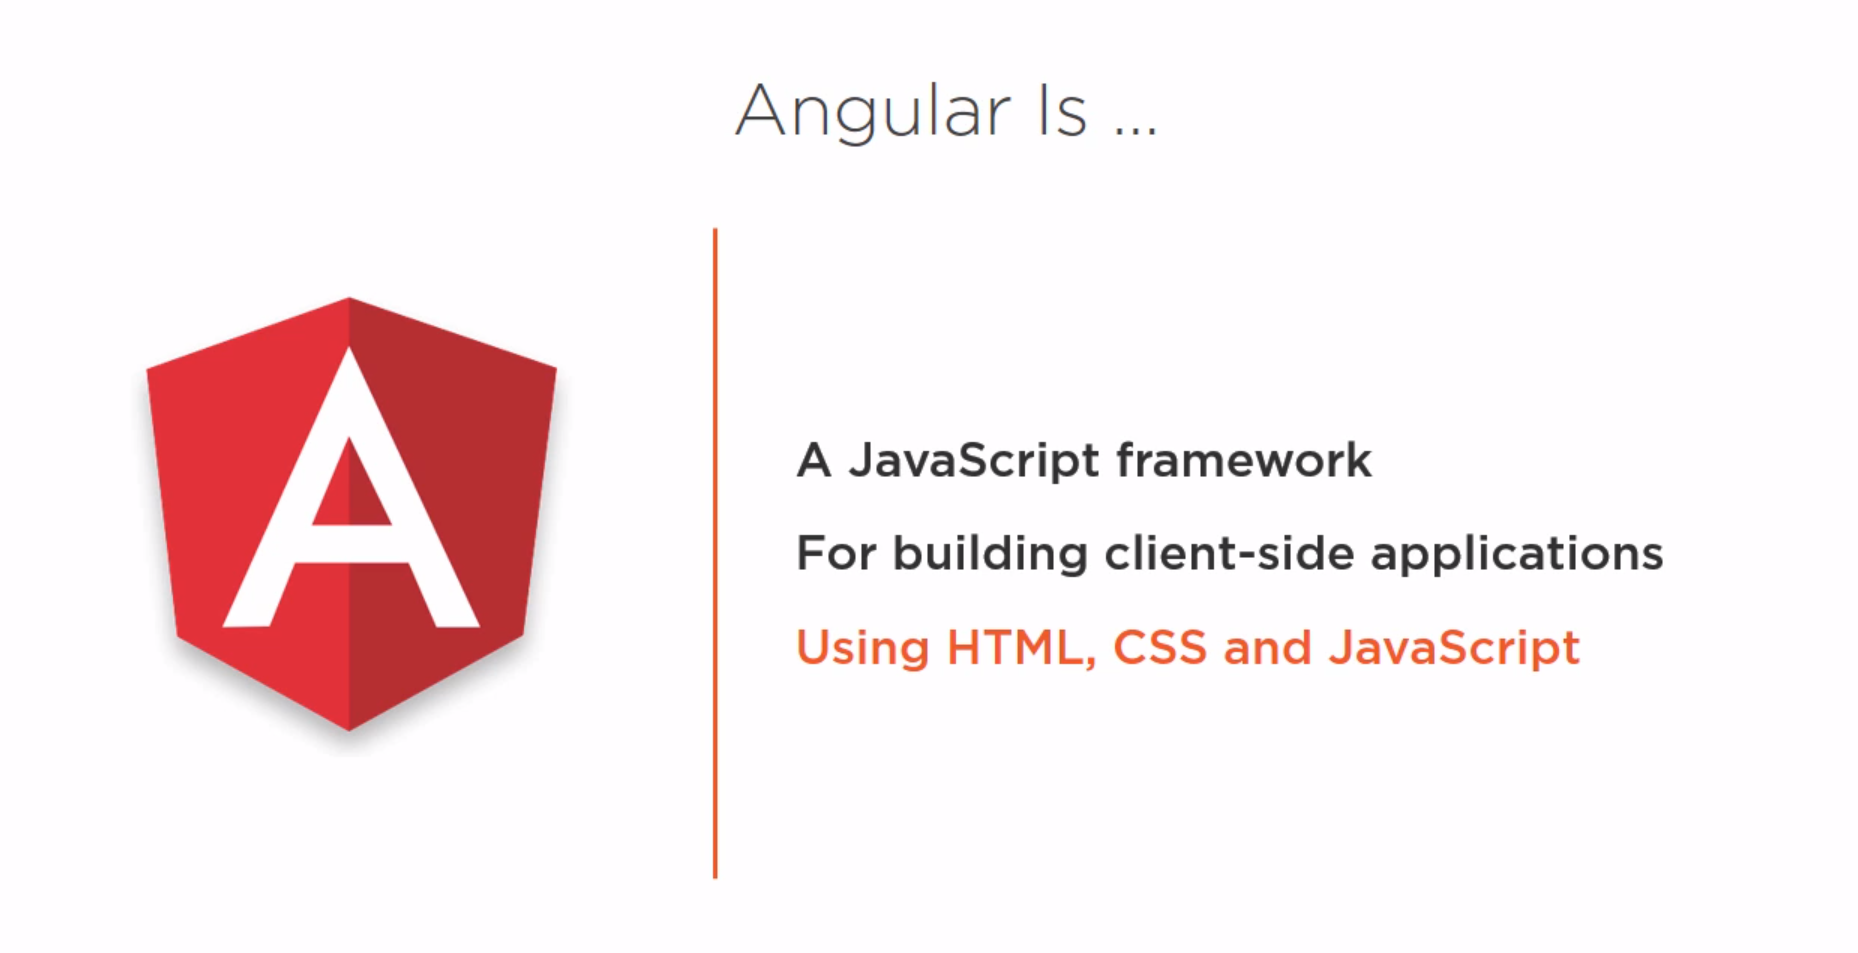 Angular Is ...
A
A JavaScript framework
For building client-side applications
Using HTML, CSS and JavaScript